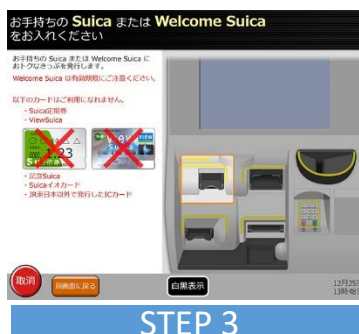 お手持ちの Suica または Welcome Suica
をお入れください
お手持ちの Suica または Welcome Suica に
おトクなきっぷを発行します。
Welcome Suica は有効期限にご注意ください。
以下のカードはご利用になれません。
・Suica定期券
・ViewSuica
・記念Suica
・Suicaイオカード
・JR東日本以外で発行したICカード
取消
前画面に戻る
白黒表示
12月25日
STEP 3